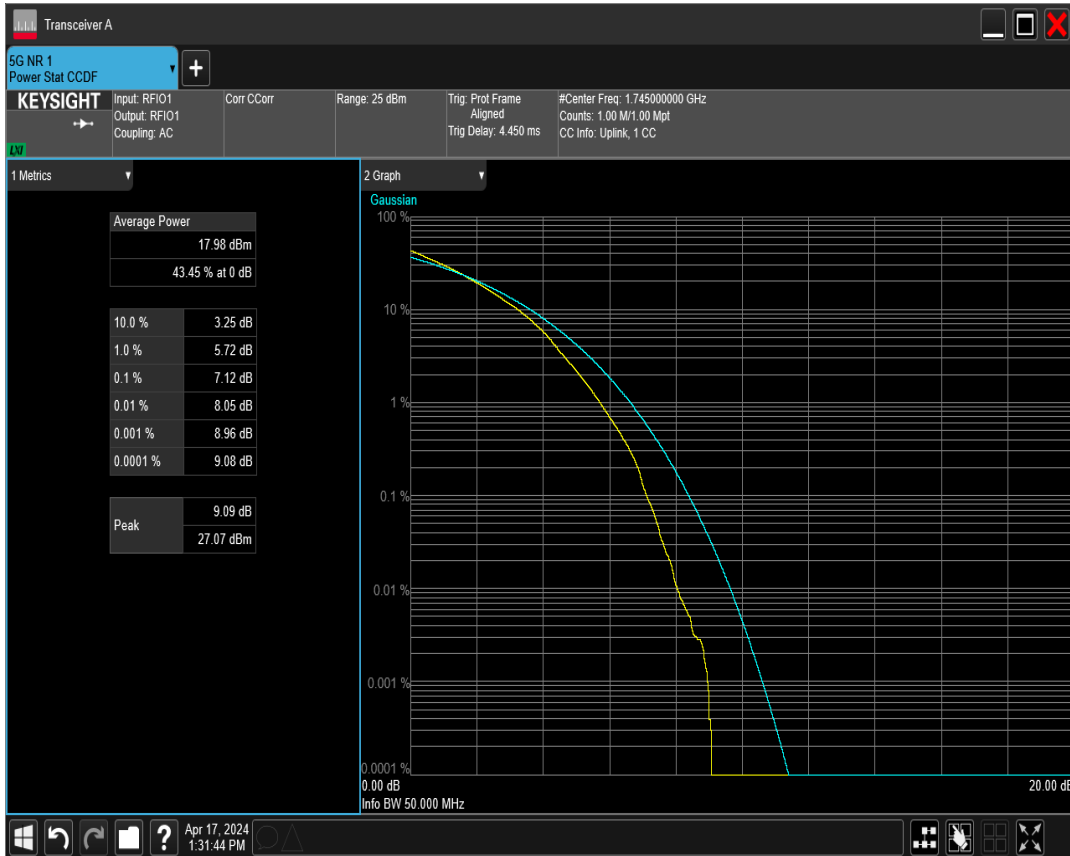 Transceiver A
5G NR 1
Power Stat CCDF
KEYSIGHT
LXI
Input: RFIO1
Output: RFIO1
Coupling: AC
Corr CCorr
Range: 25 dBm
Trig: Prot Frame
Aligned
Trig Delay: 4.450 ms
#Center Freq: 1.745000000 GHz
Counts: 1.00 M/1.00 Mpt
CC Info: Uplink, 1 CC
1 Metrics
Average Power
17.98 dBm
43.45 % at 0 dB
10.0 % 3.25 dB
1.0 % 5.72 dB
0.1 % 7.12 dB
0.01 % 8.05 dB
0.001 % 8.96 dB
0.0001 % 9.08 dB
Peak
9.09 dB
27.07 dBm
2 Graph
Gaussian
100 %
10 %
1 %
0.1 %
0.01 %
0.001 %
0.0001 %
0.00 dB 20.00 dB
Info BW 50.000 MHz
?
Apr 17, 2024
1:31:44 PM